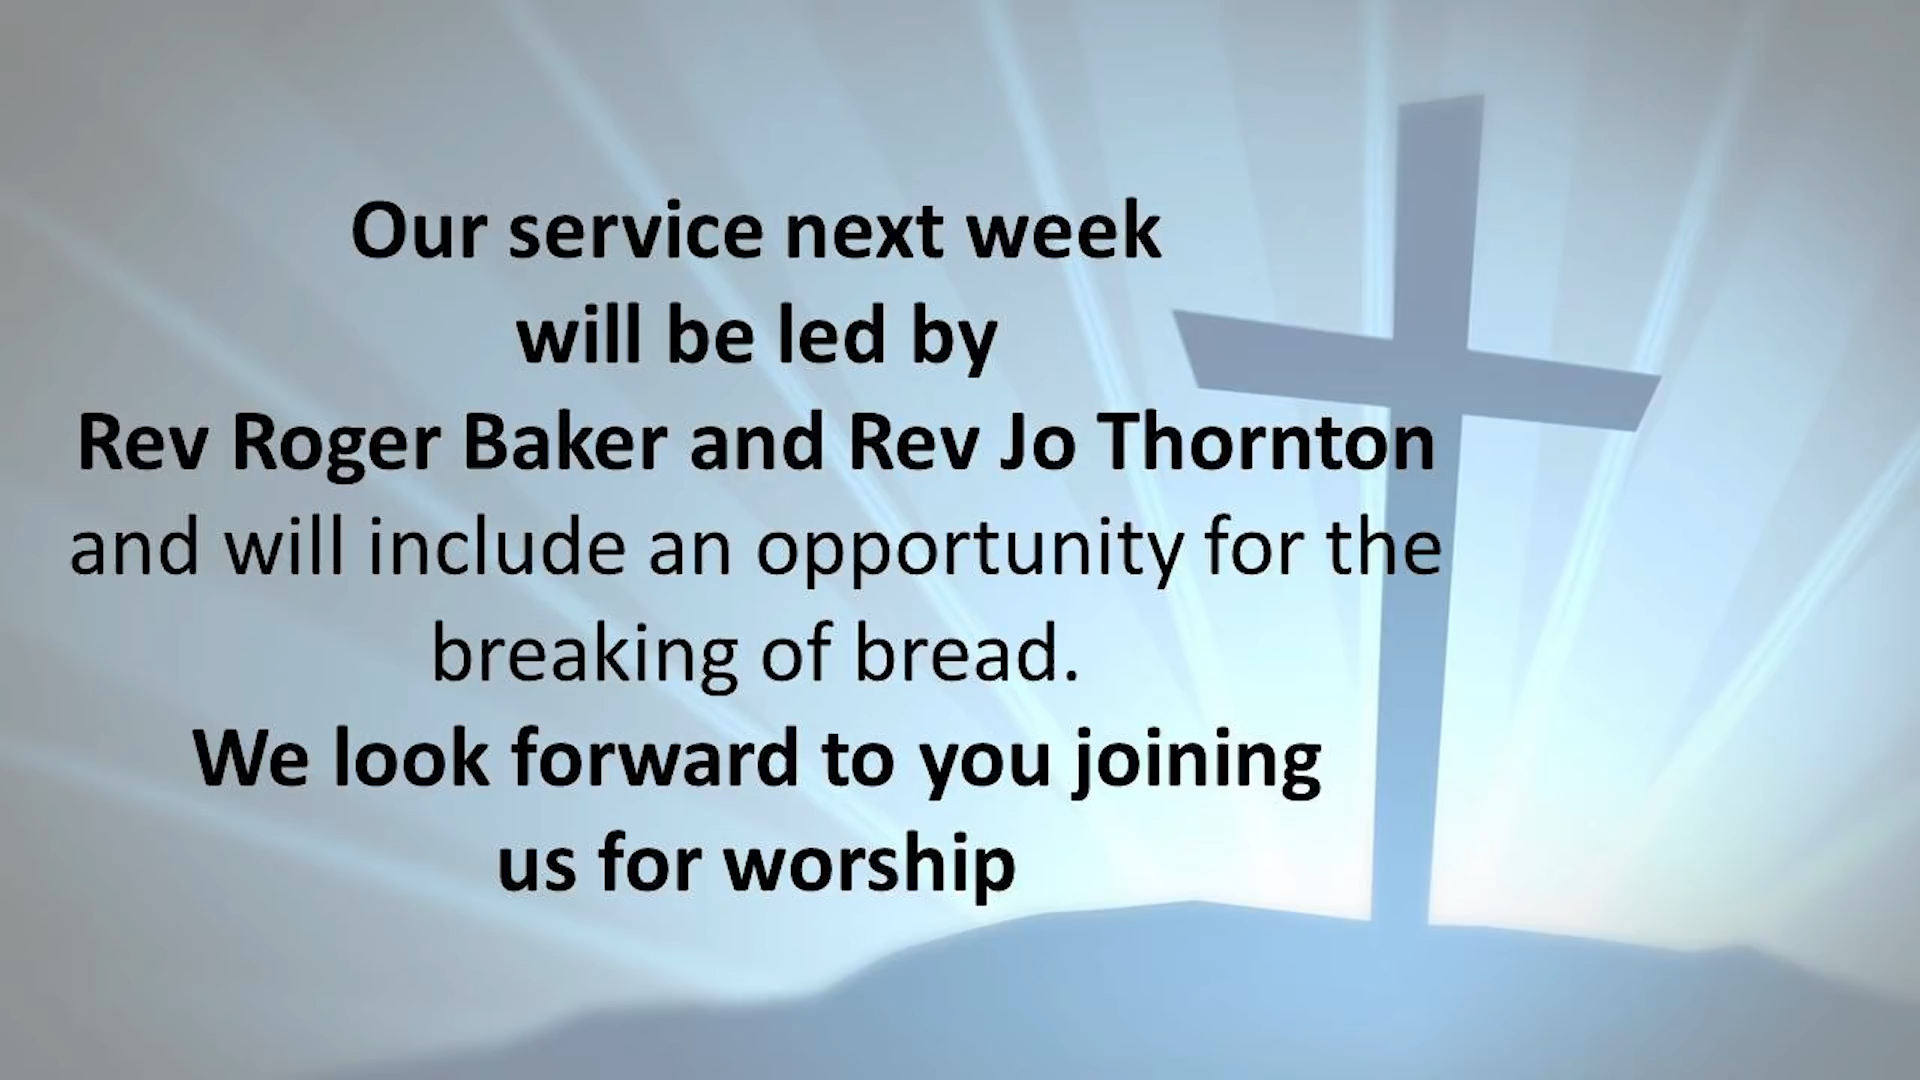 Our service next week
will be led by
Rev Roger Baker and Rev Jo Thornton
and will include an opportunity for the
breaking of bread.
We look forward to you joining
us for worship